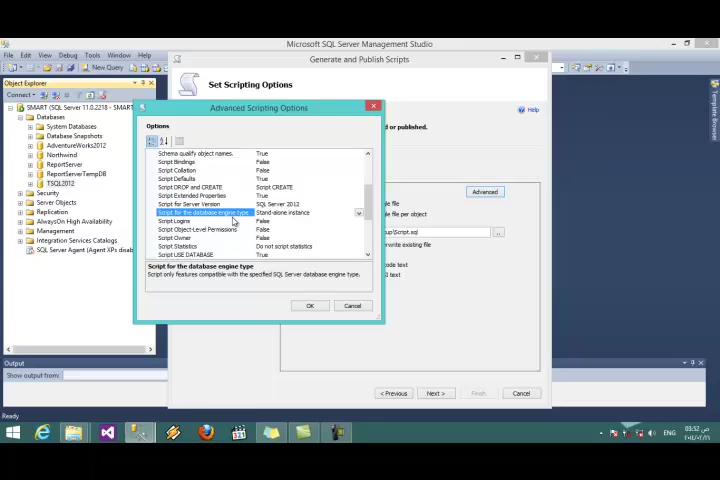 Microsoft SQL Server Management Studio
File Edit View Debug Tools Window Help
New Query
Object Explorer
Connect
SMART (SQL Server 11.0.2218 - SMART
Databases
System Databases
Database Snapshots
AdventureWorks2012
Northwind
ReportServer
ReportServerTempDB
TSQL2012
Security
Server Objects
Replication
AlwaysOn High Availability
Management
Integration Services Catalogs
SQL Server Agent (Agent XPs disab
Generate and Publish Scripts
Set Scripting Options
Help
d or published.
Advanced
gle file
gle file per object
up\Script.sql
..
erwrite existing file
code text
I text
< Previous
Next >
Finish
Cancel
Advanced Scripting Options
Options
Schema qualify object names. True
Script Bindings False
Script Collation False
Script Defaults True
Script DROP and CREATE Script CREATE
Script Extended Properties True
Script for Server Version SQL Server 2012
Script for the database engine type Stand-alone instance
Script Logins False
Script Object-Level Permissions False
Script Owner False
Script Statistics Do not script statistics
Script USE DATABASE True
Script for the database engine type
Script only features compatible with the specified SQL Server database engine type.
OK
Cancel
Template Browser
Output
Show output from:
Ready
ENG